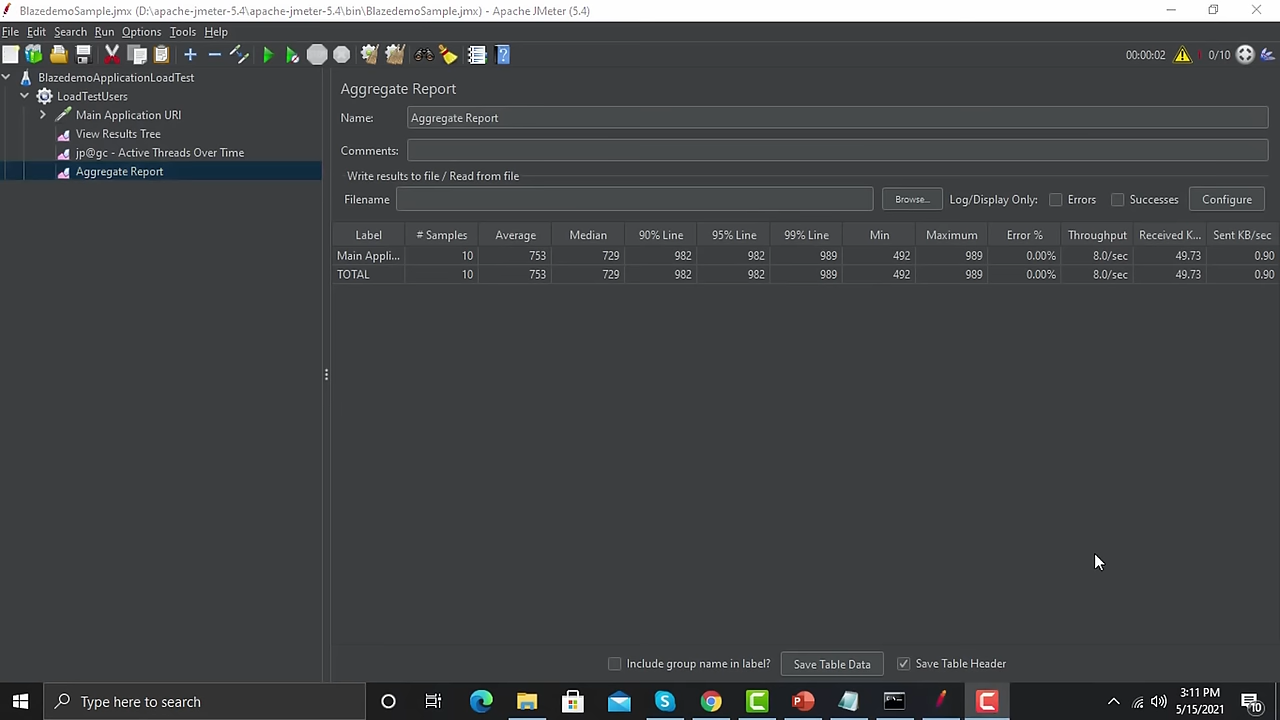 BlazedemoSample.jmx (D:\apache-jmeter-5.4\apache-jmeter-5.4\bin\BlazedemoSample.jmx) - Apache JMeter (5.4)
File Edit Search Run Options Tools Help
00:00:02 1 0/10
BlazedemoApplicationLoadTest
LoadTestUsers
Main Application URI
View Results Tree
jp@gc - Active Threads Over Time
Aggregate Report
Aggregate Report
Name: Aggregate Report
Comments:
Write results to file / Read from file
Filename Browse... Log/Display Only: Errors Successes Configure
Label # Samples Average Median 90% Line 95% Line 99% Line Min Maximum Error % Throughput Received K... Sent KB/sec
Main Appli... 10 753 729 982 982 989 492 989 0.00% 8.0/sec 49.73 0.90
TOTAL 10 753 729 982 982 989 492 989 0.00% 8.0/sec 49.73 0.90
Include group name in label? Save Table Data Save Table Header
Type here to search
3:11 PM
5/15/2021
10